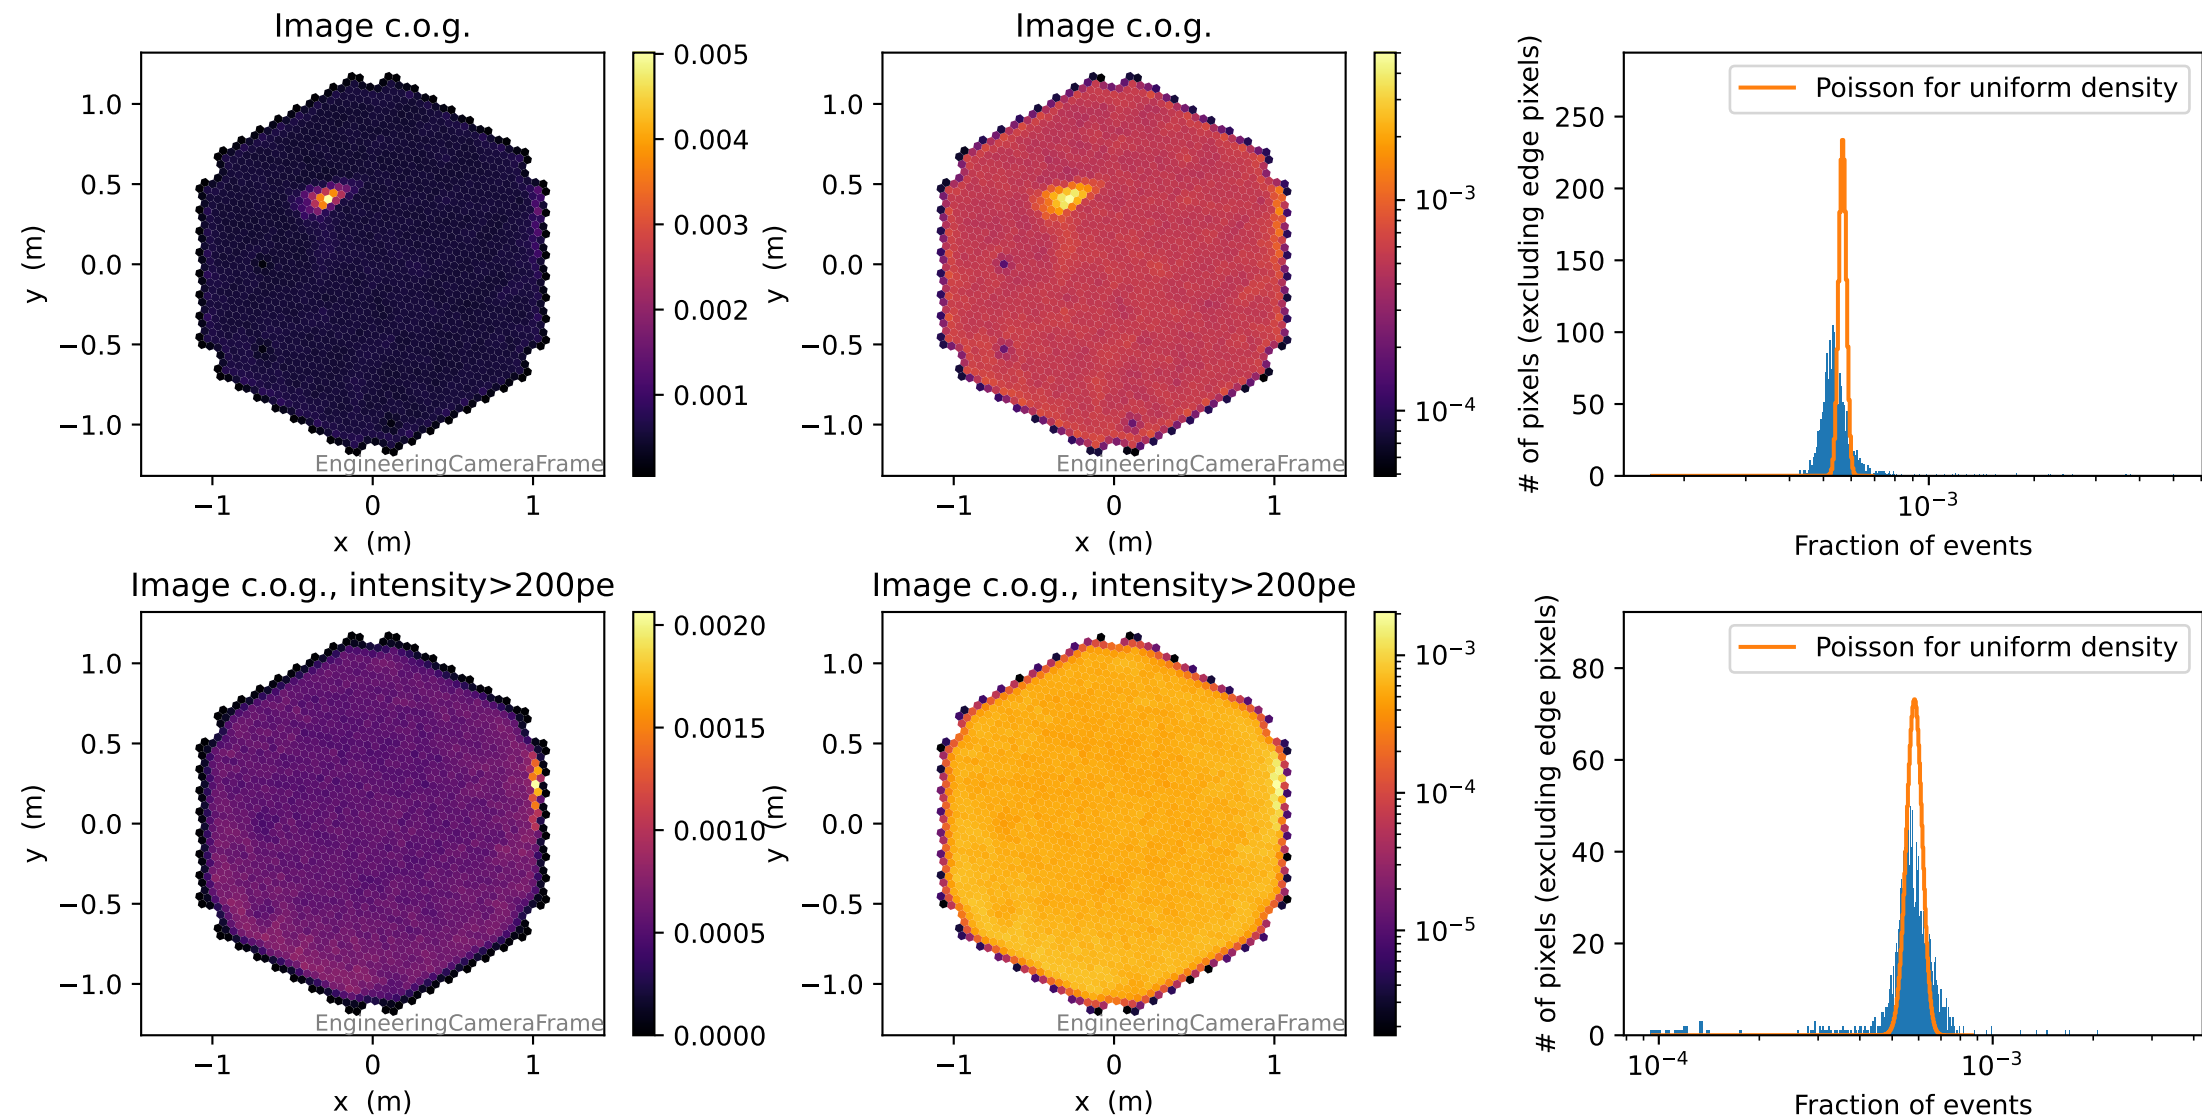 Image c.o.g.
1.0
0.5
0.0
−0.5
−1.0
y (m)
−1
0
1
x (m)
EngineeringCameraFrame
0.005
0.004
0.003
0.002
0.001
Image c.o.g.
1.0
0.5
0.0
−0.5
−1.0
y (m)
−1
0
1
x (m)
EngineeringCameraFrame
10⁻³
10⁻⁴
Poisson for uniform density
# of pixels (excluding edge pixels)
250
200
150
100
50
0
10⁻³
Fraction of events
Image c.o.g., intensity>200pe
1.0
0.5
0.0
−0.5
−1.0
y (m)
−1
0
1
x (m)
EngineeringCameraFrame
0.0020
0.0015
0.0010
0.0005
0.0000
Image c.o.g., intensity>200pe
1.0
0.5
0.0
−0.5
−1.0
y (m)
−1
0
1
x (m)
EngineeringCameraFrame
10⁻³
10⁻⁴
10⁻⁵
Poisson for uniform density
# of pixels (excluding edge pixels)
80
60
40
20
0
10⁻⁴
10⁻³
Fraction of events